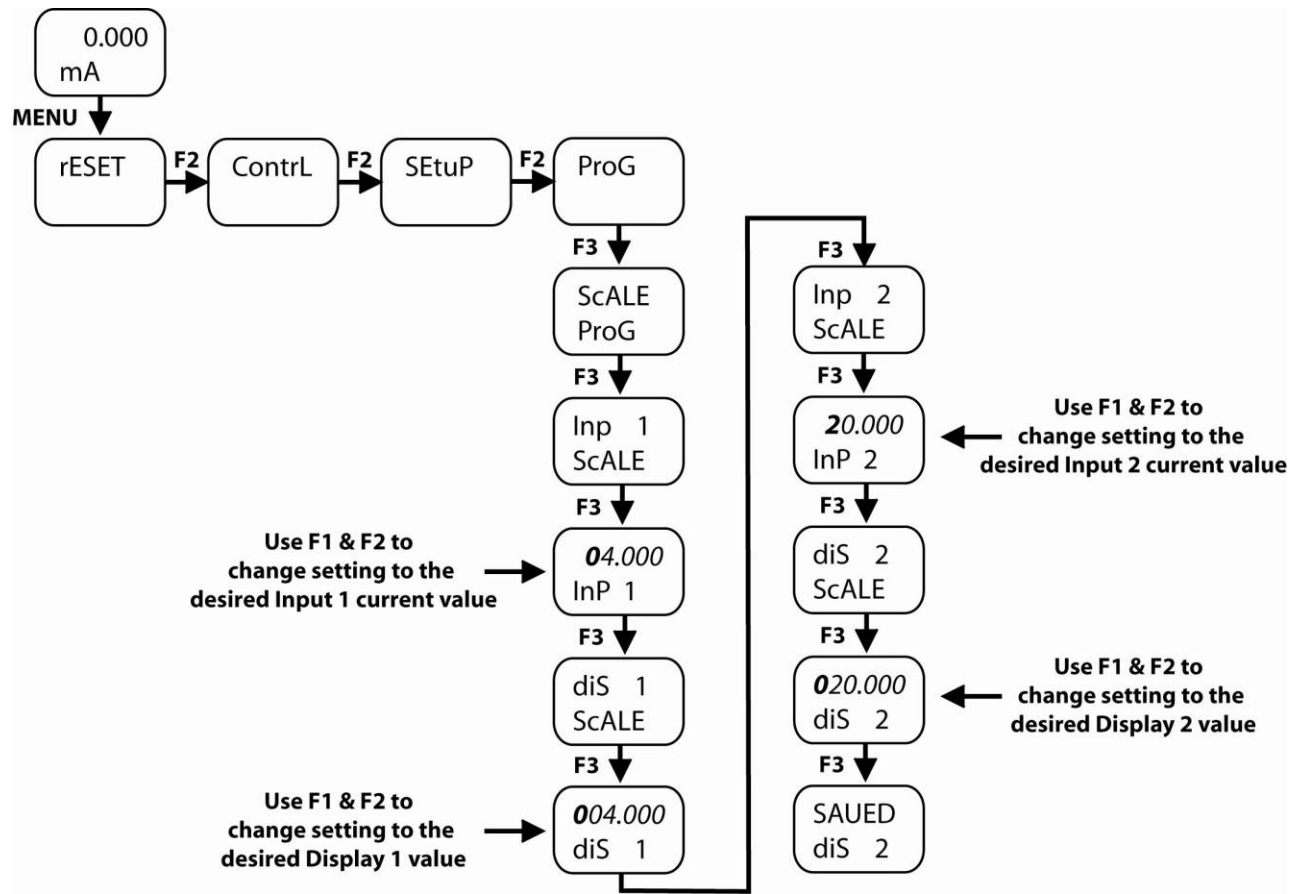 0.000
mA
MENU
rESET
F2
ContrL
F2
SEtuP
F2
ProG
F3
ScALE
ProG
F3
Inp 1
ScALE
F3
Use F1 & F2 to
change setting to the
desired Input 1 current value
04.000
InP 1
F3
diS 1
ScALE
F3
Use F1 & F2 to
change setting to the
desired Display 1 value
004.000
diS 1
F3
Inp 2
ScALE
F3
20.000
InP 2
Use F1 & F2 to
change setting to the
desired Input 2 current value
F3
diS 2
ScALE
F3
020.000
diS 2
Use F1 & F2 to
change setting to the
desired Display 2 value
F3
SAUED
diS 2